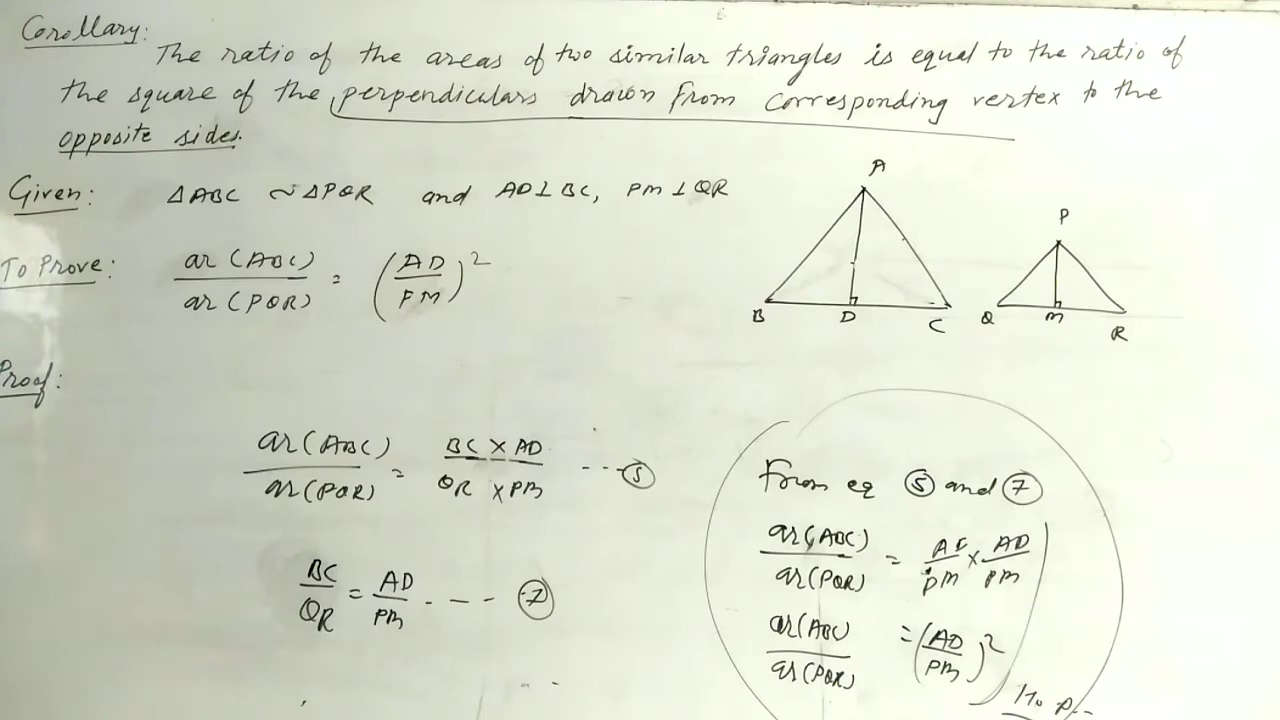 Corollary:
The ratio of the areas of two similar triangles is equal to the ratio of
the square of the perpendiculars drawn from corresponding vertex to the
opposite sides.
Given: ΔABC ~ ΔPQR and AD⊥BC, PM⊥QR
A
P
B D C Q M R
To Prove: ar(ABC)/ar(PQR) = (AD/PM)²
Proof:
ar(ABC)/ar(PQR) = BC × AD/QR × PM ---⑤
BC/QR = AD/PM ---- ⑦
From eq ⑤ and ⑦
ar(ABC)/ar(PQR) = AD/PM × AD/PM
ar(ABC)/ar(PQR) = (AD/PM)²